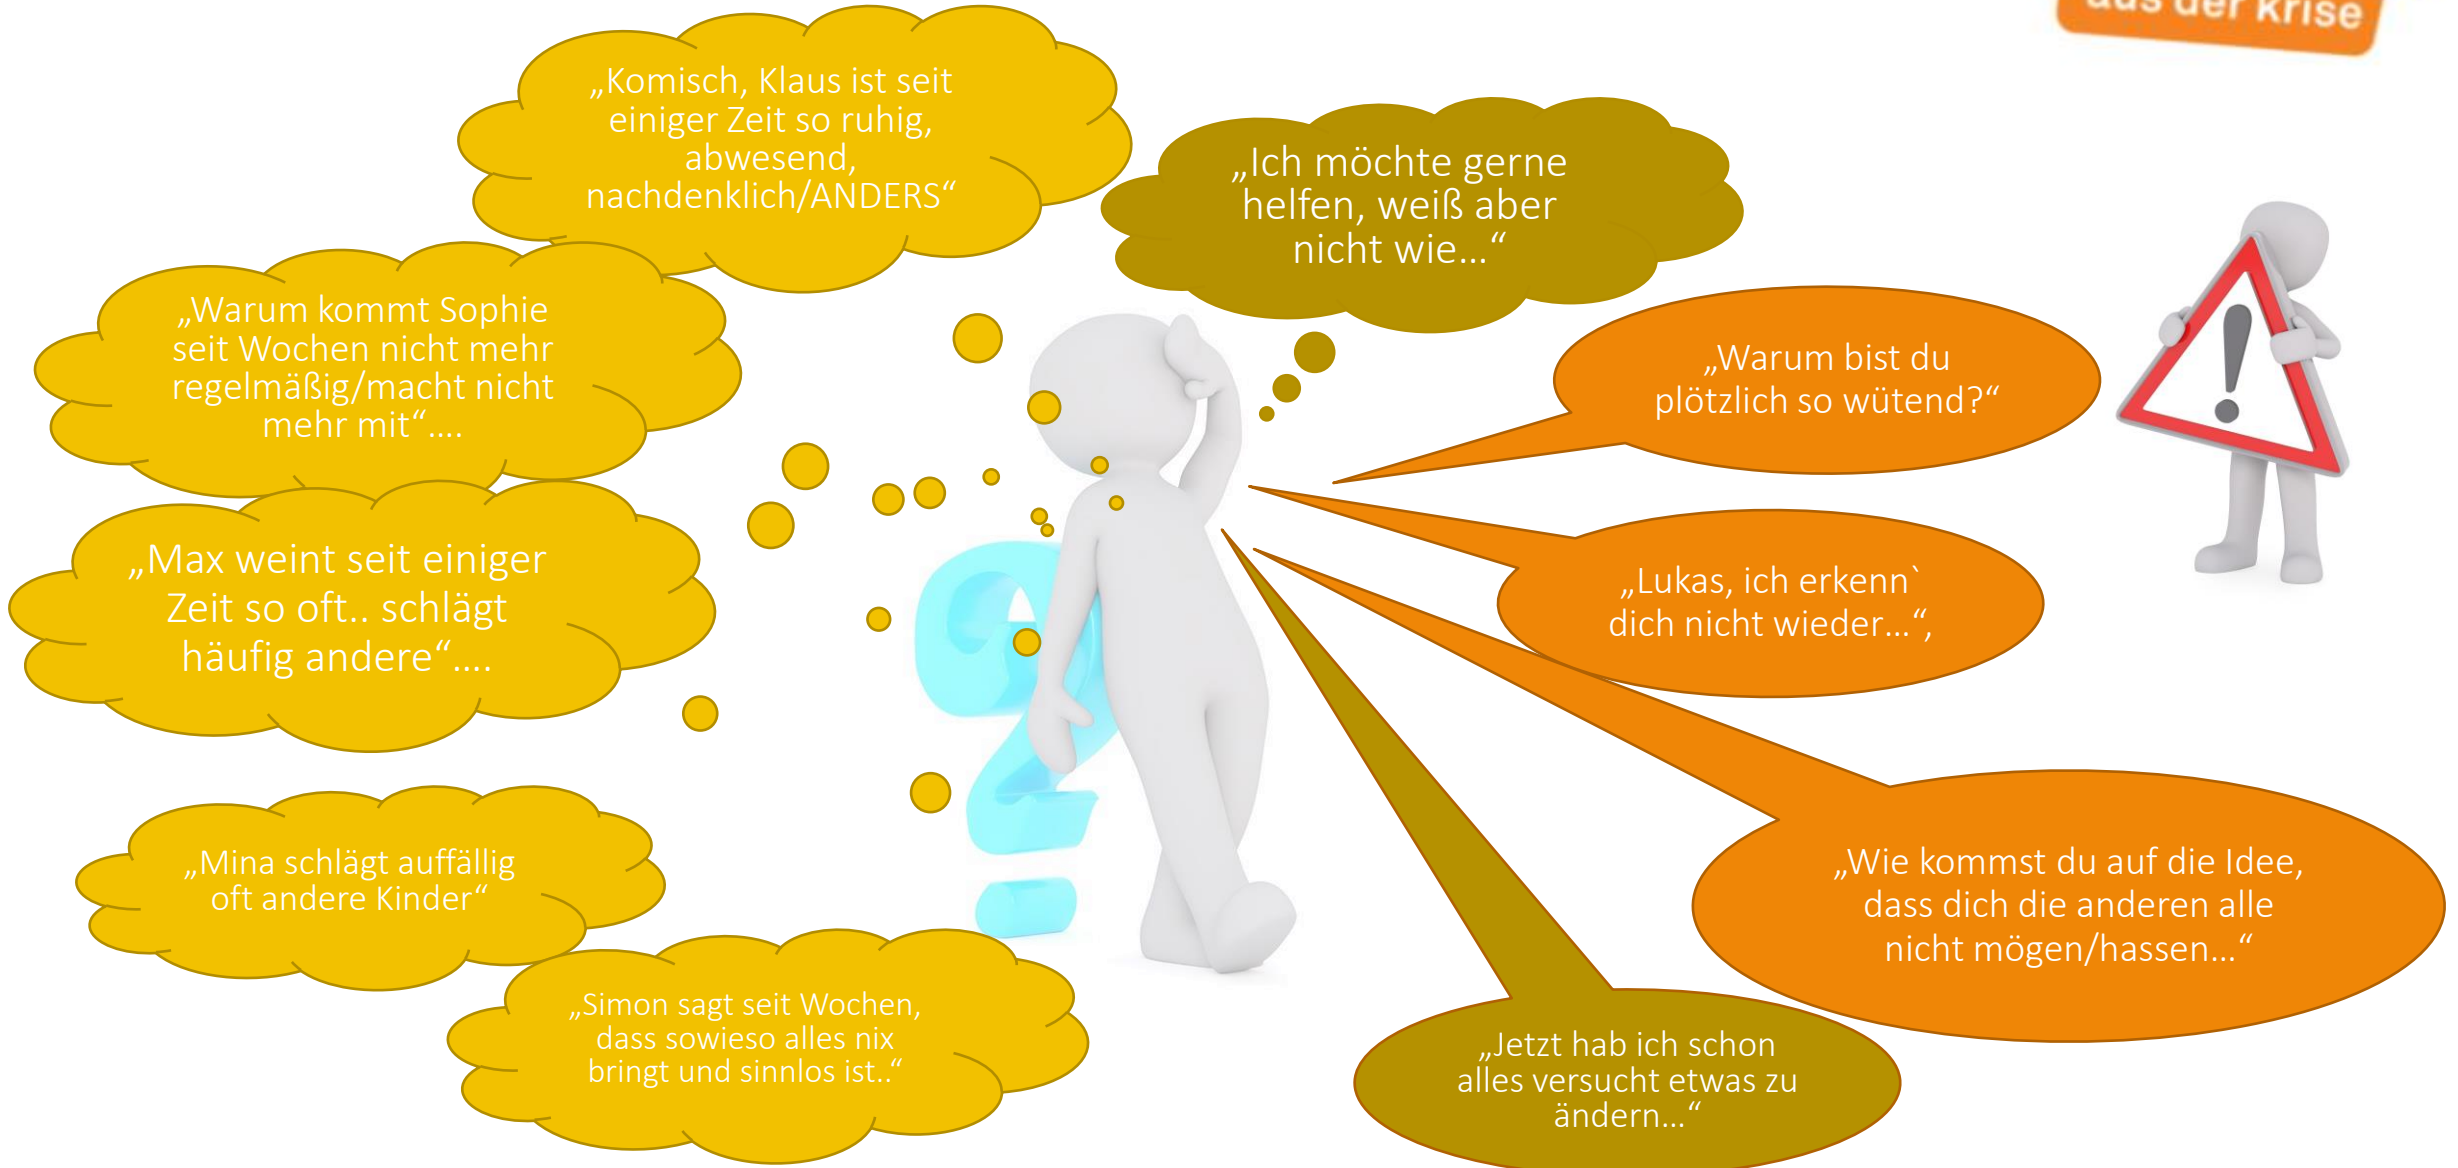 aus der Krise
„Komisch, Klaus ist seit
einiger Zeit so ruhig,
abwesend,
nachdenklich/ANDERS“
„Ich möchte gerne
helfen, weiß aber
nicht wie...“
„Warum kommt Sophie
seit Wochen nicht mehr
regelmäßig/macht nicht
mehr mit“....
„Warum bist du
plötzlich so wütend?“
„Max weint seit einiger
Zeit so oft.. schlägt
häufig andere“....
„Lukas, ich erkenn`
dich nicht wieder...“,
„Mina schlägt auffällig
oft andere Kinder“
„Wie kommst du auf die Idee,
dass dich die anderen alle
nicht mögen/hassen...“
„Simon sagt seit Wochen,
dass sowieso alles nix
bringt und sinnlos ist..“
„Jetzt hab ich schon
alles versucht etwas zu
ändern...“